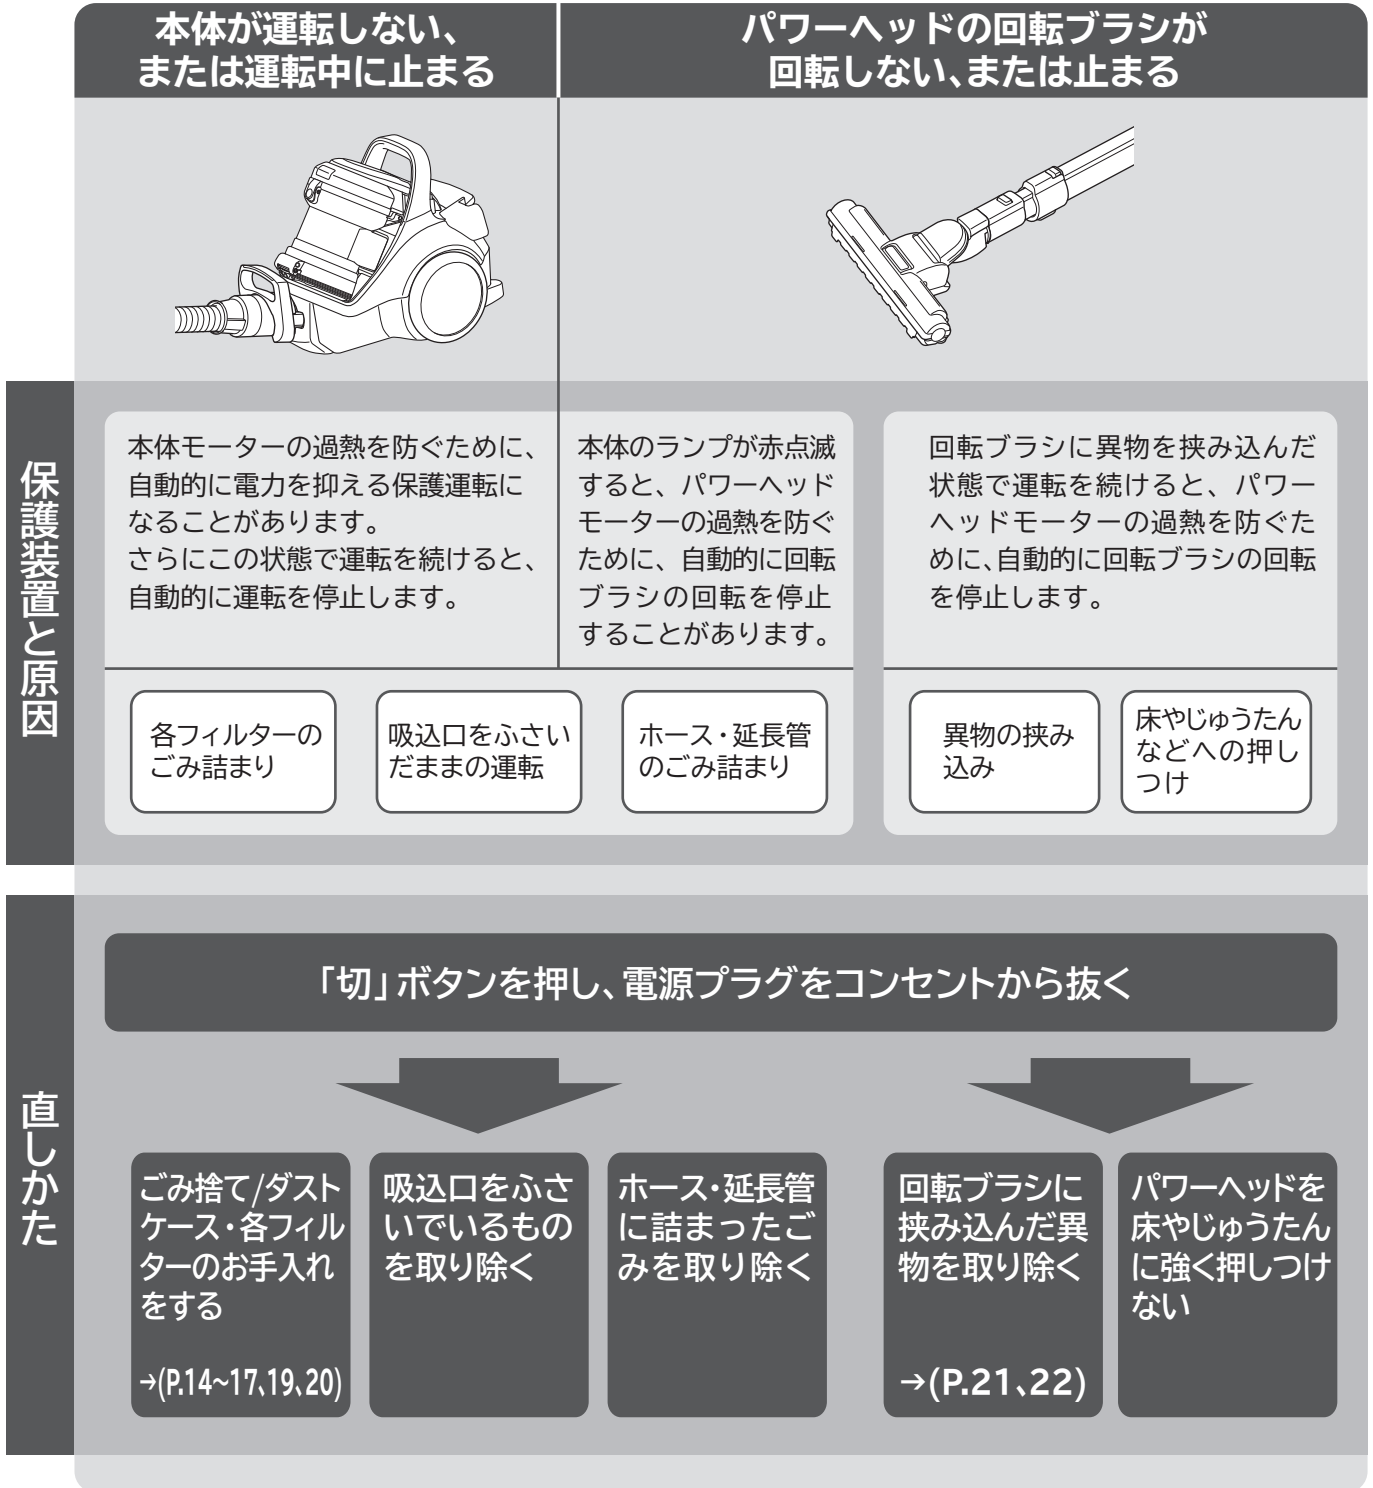 本体が運転しない、
または運転中に止まる
パワーヘッドの回転ブラシが
回転しない、または止まる
保護装置と原因
本体モーターの過熱を防ぐために、
自動的に電力を抑える保護運転に
なることがあります。
さらにこの状態で運転を続けると、
自動的に運転を停止します。
本体のランプが赤点滅
すると、パワーヘッド
モーターの過熱を防ぐ
ために、自動的に回転
ブラシの回転を停止
することがあります。
回転ブラシに異物を挟み込んだ
状態で運転を続けると、パワー
ヘッドモーターの過熱を防ぐた
めに、自動的に回転ブラシの回転
を停止します。
各フィルターの
ごみ詰まり
吸込口をふさい
だままの運転
ホース・延長管
のごみ詰まり
異物の挟み
込み
床やじゅうたん
などへの押し
つけ
直しかた
「切」ボタンを押し、電源プラグをコンセントから抜く
ごみ捨て/ダスト
ケース・各フィル
ターのお手入れ
をする
→(P.14~17、19、20)
吸込口をふさ
いでいるもの
を取り除く
ホース・延長管
に詰まったご
みを取り除く
回転ブラシに
挟み込んだ異
物を取り除く
→(P.21、22)
パワーヘッドを
床やじゅうたん
に強く押しつけ
ない